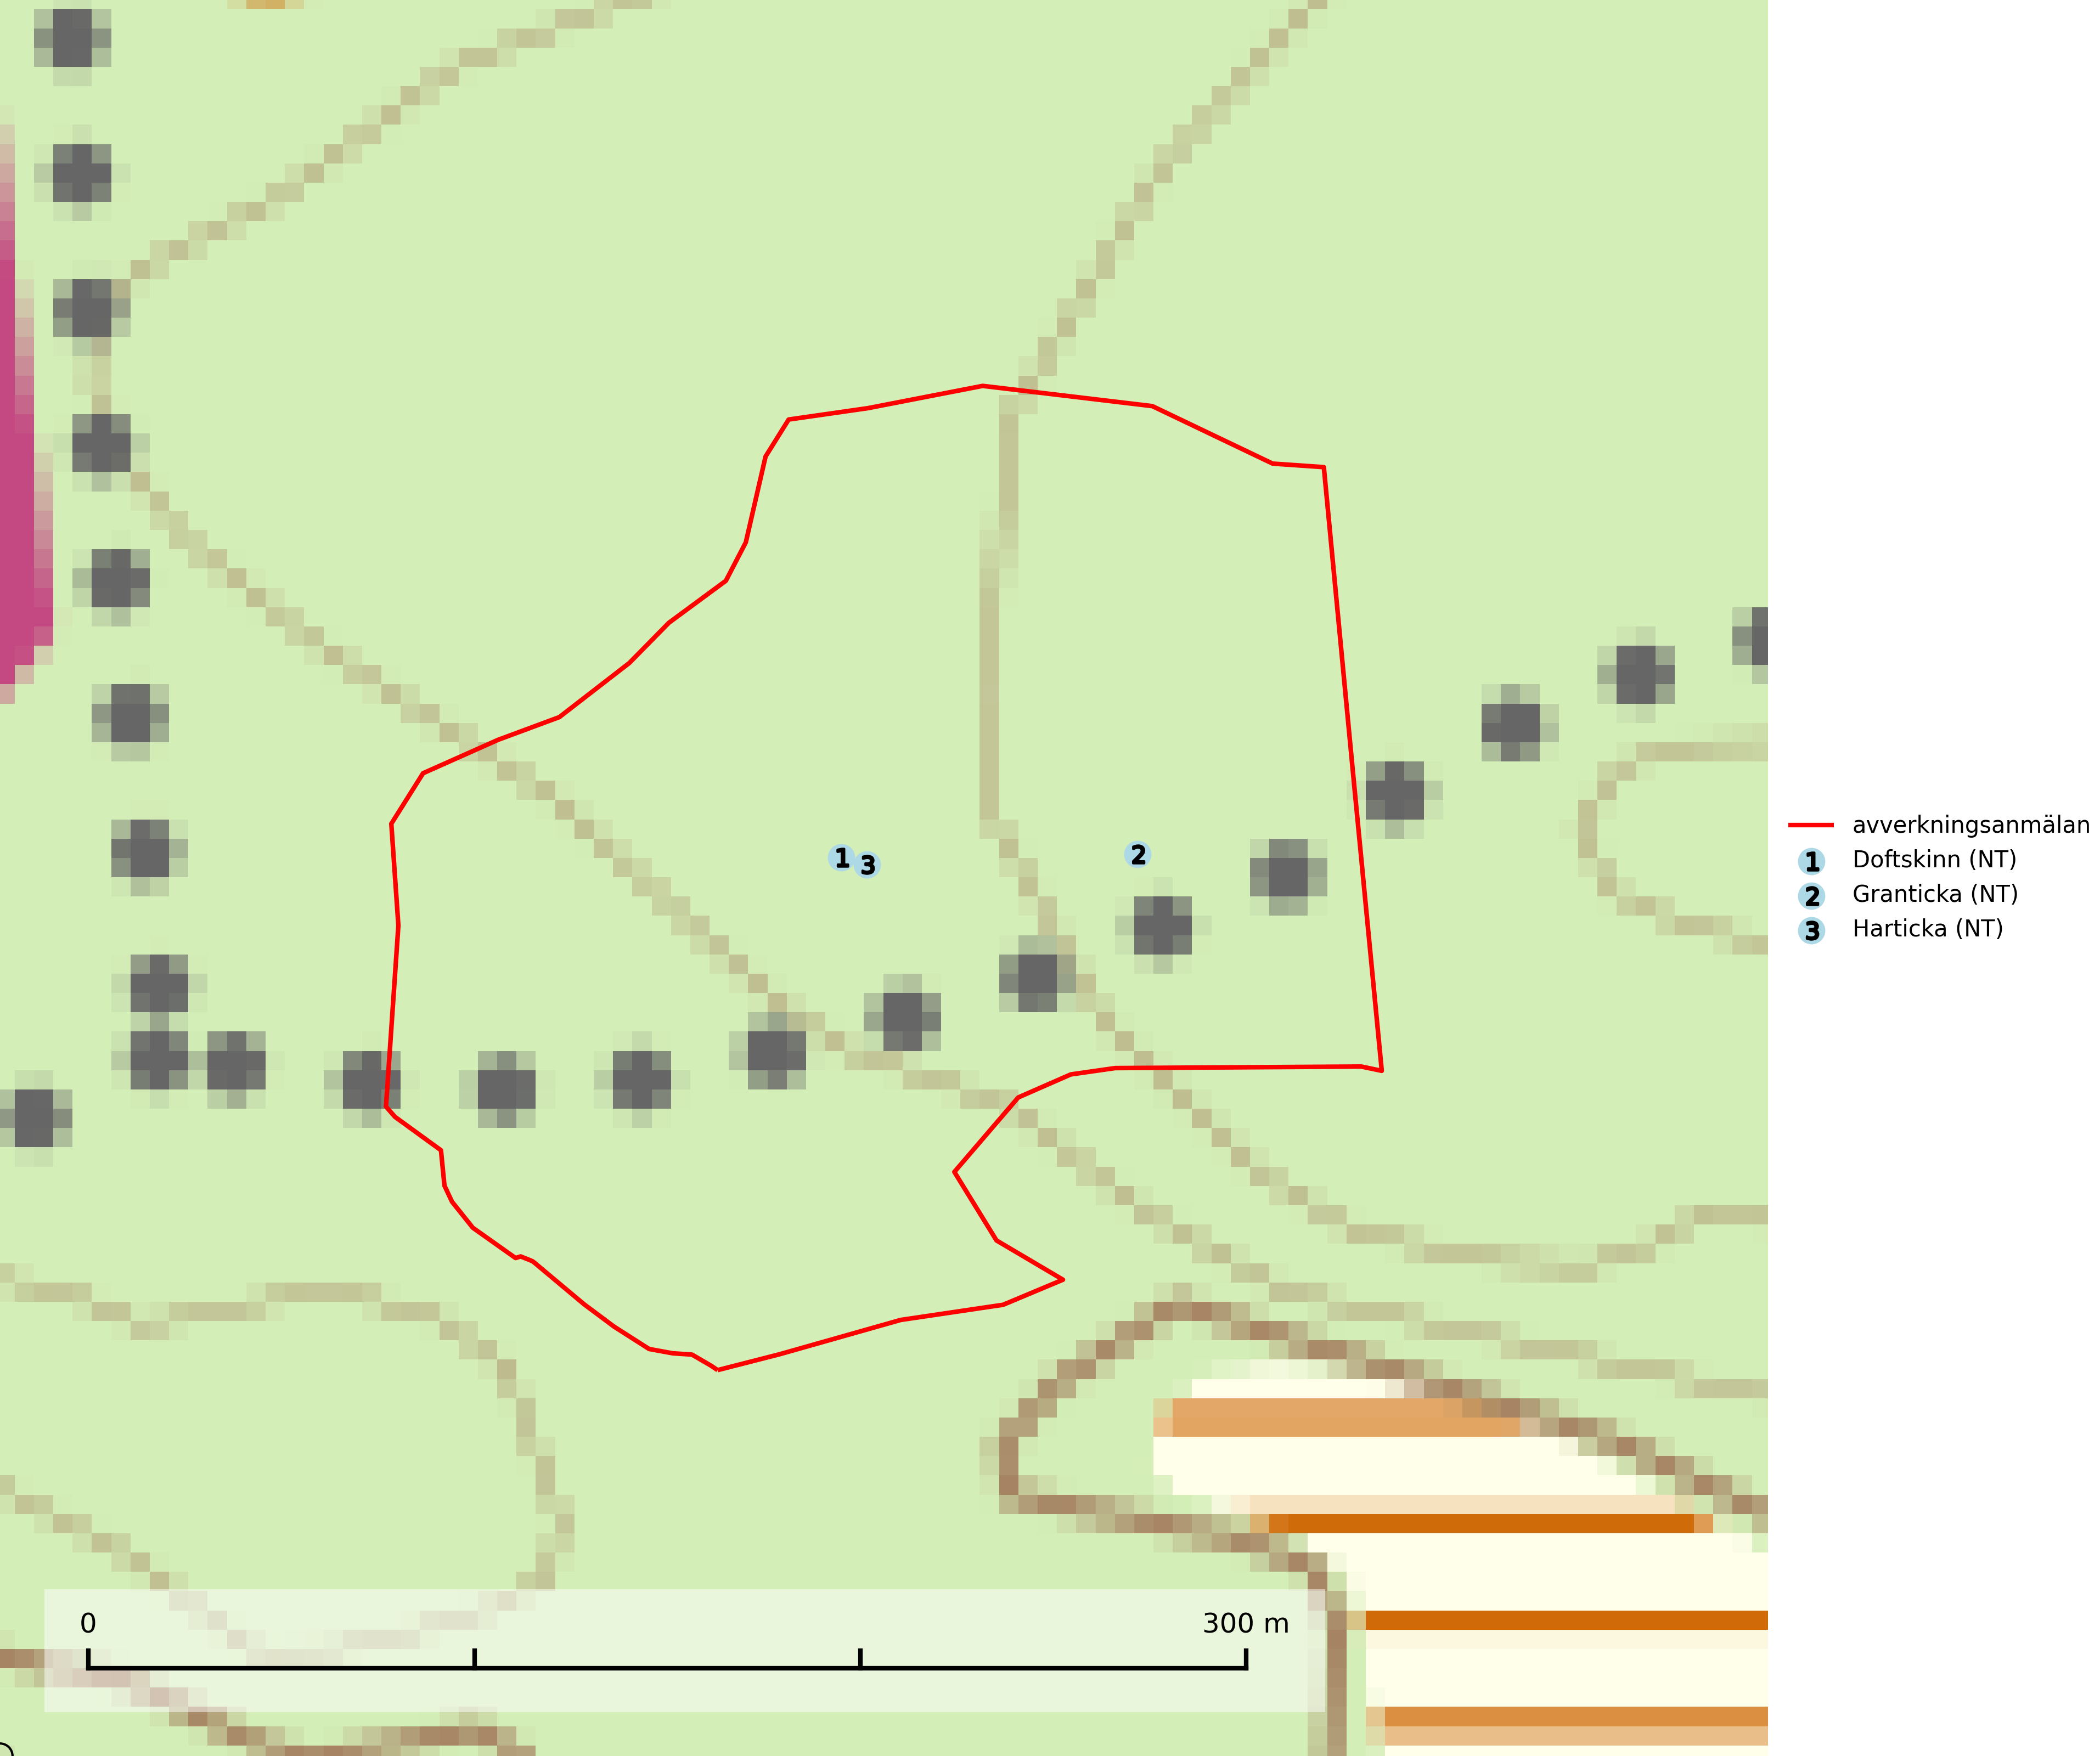 1 3 2
avverkningsanmälan
1 Doftskinn (NT)
2 Granticka (NT)
3 Harticka (NT)
0 300 m